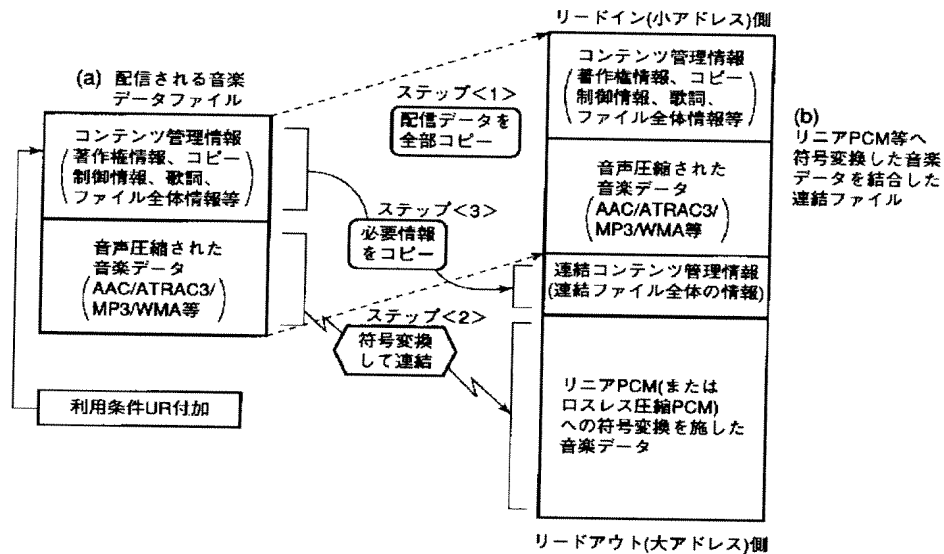 (a) 配信される音楽
データファイル
コンテンツ管理情報
(著作権情報、コピー
制御情報、歌詞、
ファイル全体情報等)
音声圧縮された
音楽データ
(AAC/ATRAC3/
MP3/WMA等)
利用条件UR付加
ステップ<1>
配信データを
全部コピー
ステップ<3>
必要情報
をコピー
ステップ<2>
符号変換
して連結
リードイン(小アドレス)側
コンテンツ管理情報
(著作権情報、コピー
制御情報、歌詞、
ファイル全体情報等)
音声圧縮された
音楽データ
(AAC/ATRAC3/
MP3/WMA等)
連結コンテンツ管理情報
(連結ファイル全体の情報)
リニアPCM(または
ロスレス圧縮PCM)
への符号変換を施した
音楽データ
リードアウト(大アドレス)側
(b)
リニアPCM等へ
符号変換した音楽
データを結合した
連結ファイル